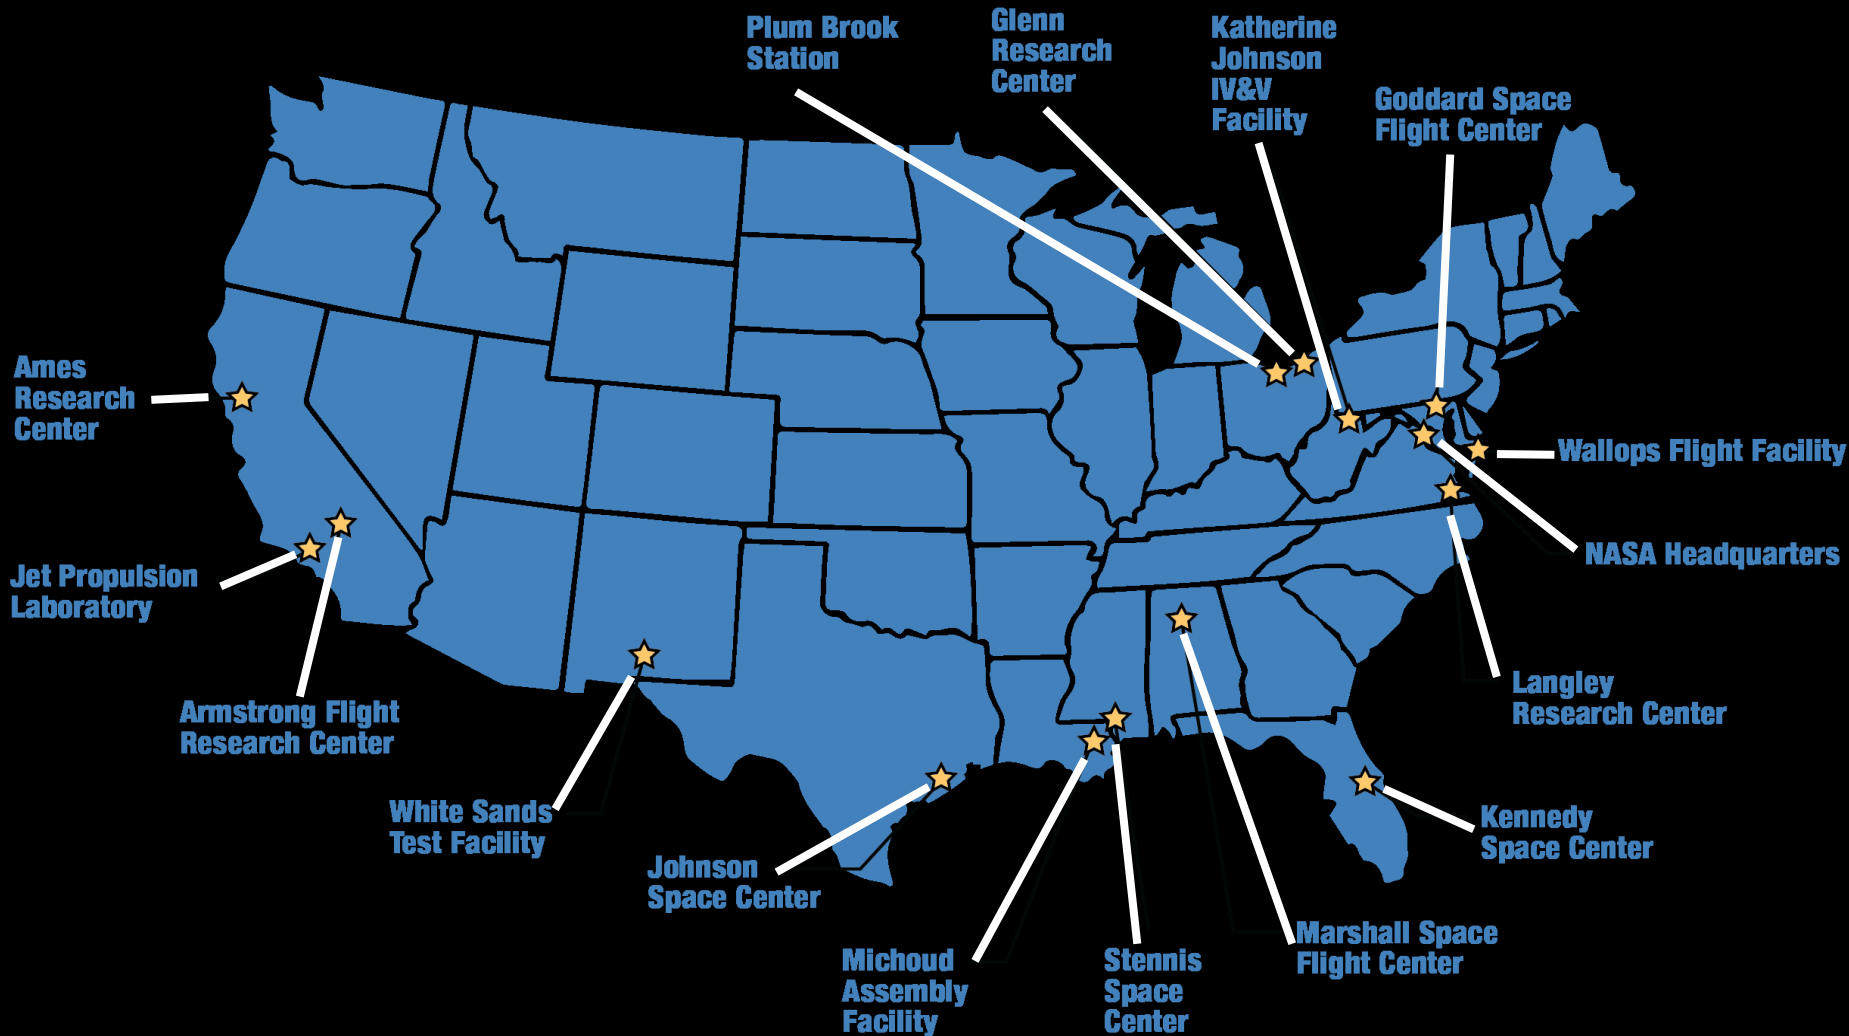 Plum Brook
Station
Glenn
Research
Center
Katherine
Johnson
IV&V
Facility
Goddard Space
Flight Center
Ames
Research
Center
Wallops Flight Facility
NASA Headquarters
Jet Propulsion
Laboratory
Langley
Research Center
Armstrong Flight
Research Center
White Sands
Test Facility
Kennedy
Space Center
Johnson
Space Center
Marshall Space
Flight Center
Michoud
Assembly
Facility
Stennis
Space
Center